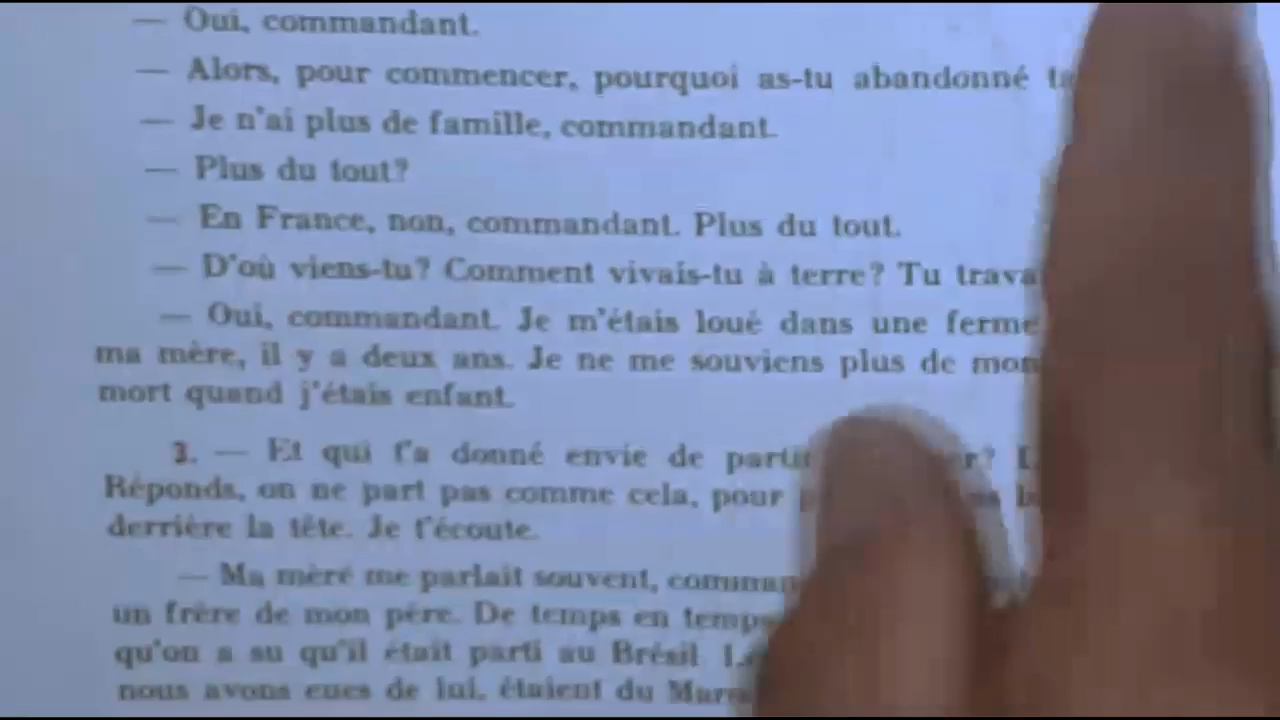 — Oui, commandant.
— Alors, pour commencer, pourquoi as-tu abandonné
— Je n'ai plus de famille, commandant.
— Plus du tout?
— En France, non, commandant. Plus du tout.
— D'où viens-tu? Comment vivais-tu à terre? Tu
— Oui, commandant. Je m'étais loué dans une ferme
ma mère, il y a deux ans. Je ne me souviens plus de mon
mort quand j'étais enfant.
3. — Et qui t'a donné envie de partir
Réponds, on ne part pas comme cela, pour
derrière la tête. Je t'écoute.
— Ma mère me parlait souvent,
un frère de mon père. De temps en temps
qu'on a su qu'il était parti au Brésil.
nous avons eues de lui, étaient du